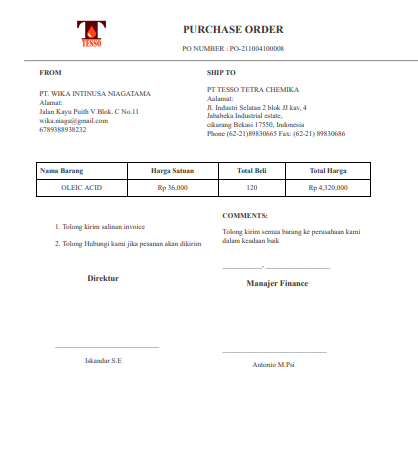 TESSO
PURCHASE ORDER
PO NUMBER : PO-211004100008
FROM
PT. WIKA INTINUSA NIAGATAMA
Alamat:
Jalan Kayu Putih V Blok. C No.11
wika.niaga@gmail.com
6789388938232
SHIP TO
PT TESSO TETRA CHEMIKA
Aalamat:
Jl. Industri Selatan 2 blok JJ kav, 4
Jababeka Industrial estate,
cikarang Bekasi 17550, Indonesia
Phone (62-21)89830665 Fax: (62-21) 89830686
Nama Barang Harga Satuan Total Beli Total Harga
OLEIC ACID Rp 36,000 120 Rp 4,320,000
1. Tolong kirim salinan invoice
2. Tolong Hubungi kami jika pesanan akan dikirim
COMMENTS:
Tolong kirim semua barang ke perusahaan kami
dalam keadaan baik
__________, ________________
Direktur
Manajer Finance
Iskandar S.E
Antonio M.Psi